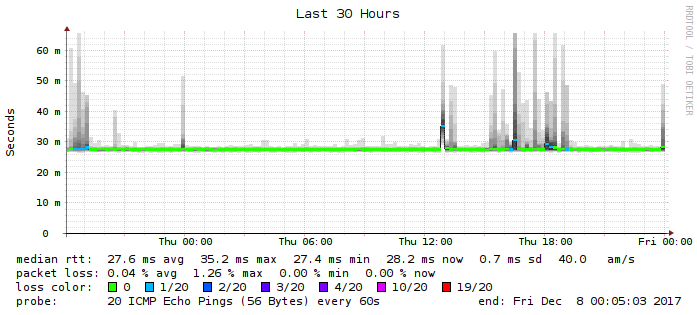 Last 30 Hours
RRDTOOL / TOBI OETIKER
Seconds
60 m
50 m
40 m
30 m
20 m
10 m
0
Thu 00:00 Thu 06:00 Thu 12:00 Thu 18:00 Fri 00:00
median rtt: 27.6 ms avg 35.2 ms max 27.4 ms min 28.2 ms now 0.7 ms sd 40.0 am/s
packet loss: 0.04 % avg 1.26 % max 0.00 % min 0.00 % now
loss color: 0 1/20 2/20 3/20 4/20 10/20 19/20
probe: 20 ICMP Echo Pings (56 Bytes) every 60s end: Fri Dec 8 00:05:03 2017